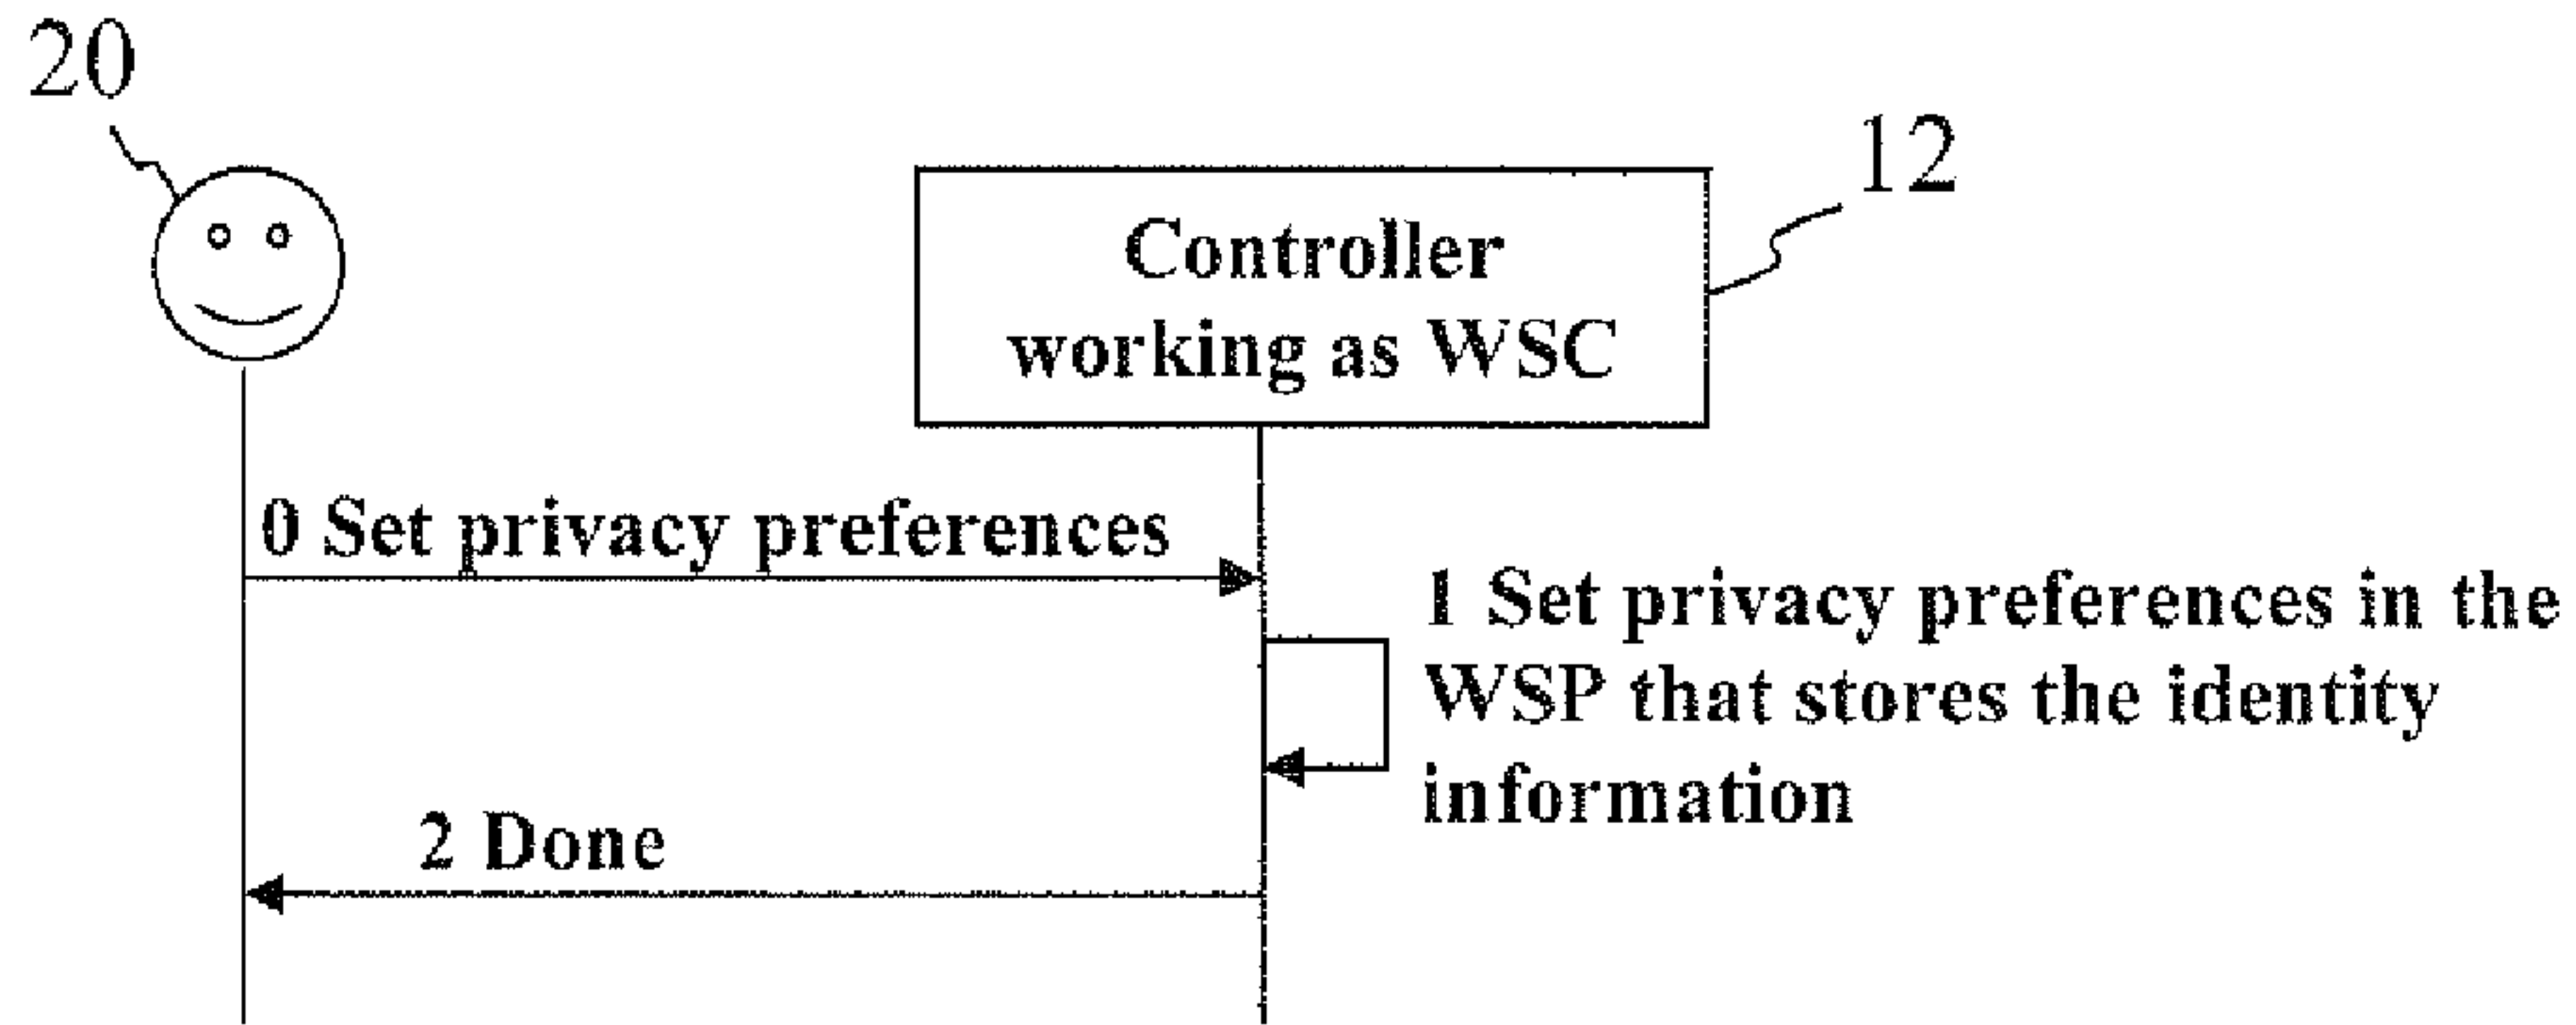 20
12
Controller
working as WSC
0 Set privacy preferences
1 Set privacy preferences in the
WSP that stores the identity
information
2 Done